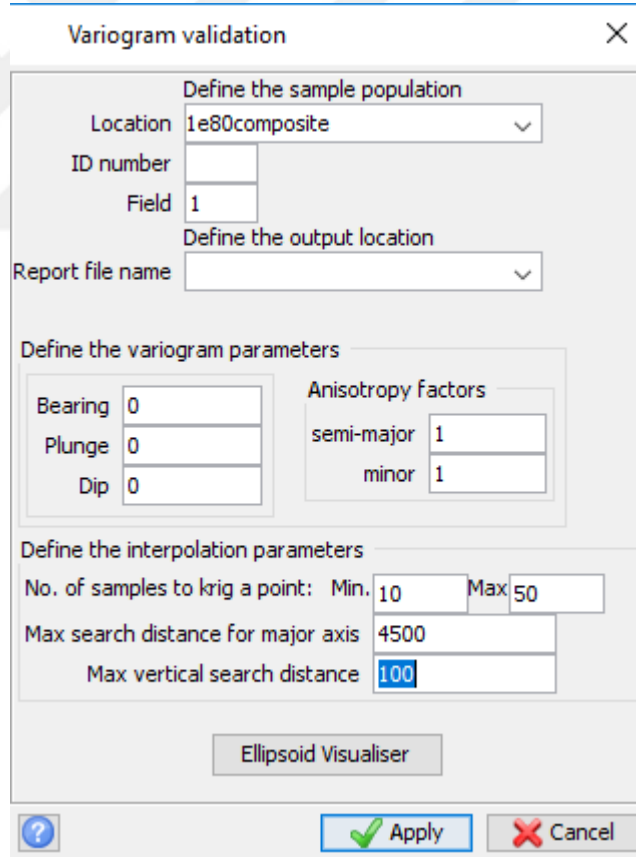 Variogram validation
Define the sample population
Location 1e80composite
ID number
Field 1
Define the output location
Report file name
Define the variogram parameters
Bearing 0
Plunge 0
Dip 0
Anisotropy factors
semi-major 1
minor 1
Define the interpolation parameters
No. of samples to krig a point: Min. 10 Max 50
Max search distance for major axis 4500
Max vertical search distance 100
Ellipsoid Visualiser
? Apply Cancel